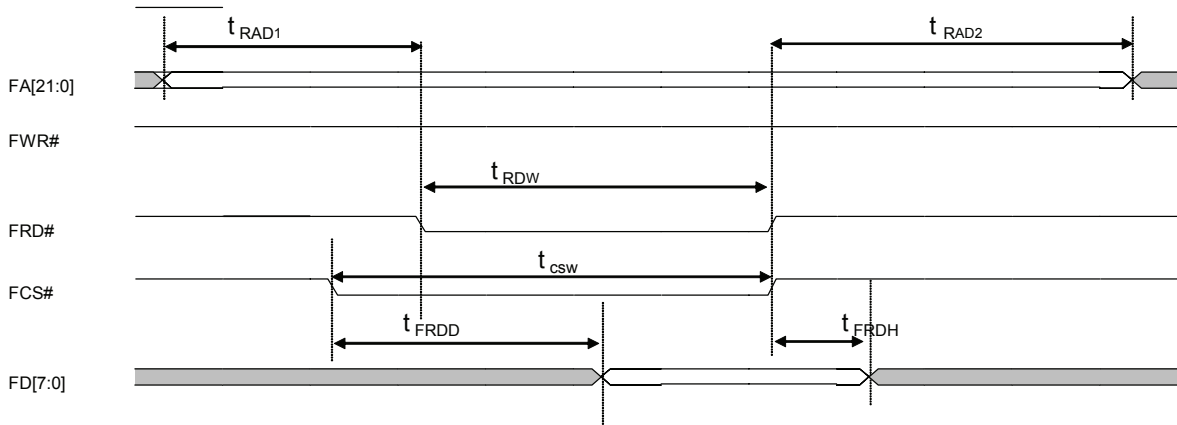 t RAD1
t RAD2
FA[21:0]
FWR#
t RDW
FRD#
t csw
FCS#
t FRDD
t FRDH
FD[7:0]